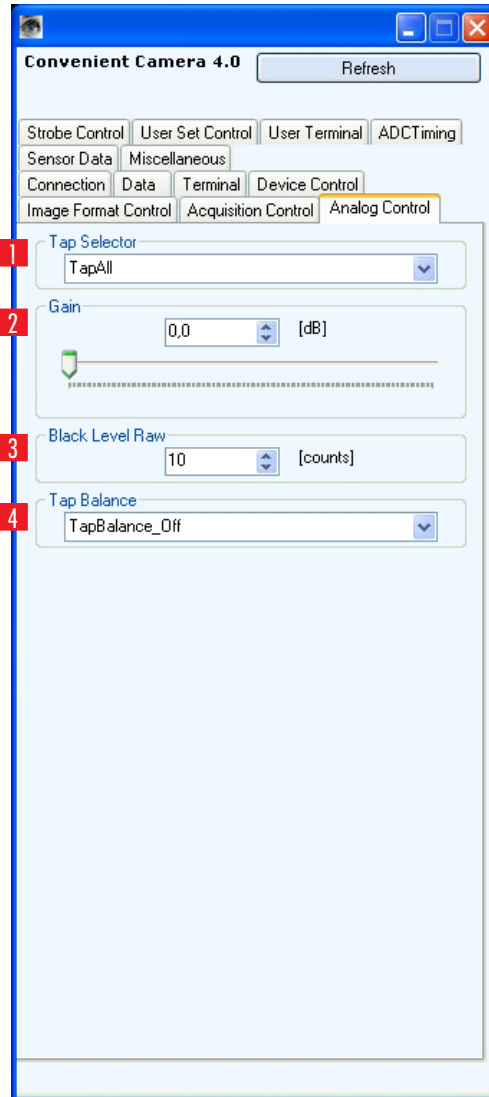 Convenient Camera 4.0 Refresh
Strobe Control User Set Control User Terminal ADCTiming
Sensor Data Miscellaneous
Connection Data Terminal Device Control
Image Format Control Acquisition Control Analog Control
1 Tap Selector
TapAll
2 Gain
0,0 [dB]
3 Black Level Raw
10 [counts]
4 Tap Balance
TapBalance_Off